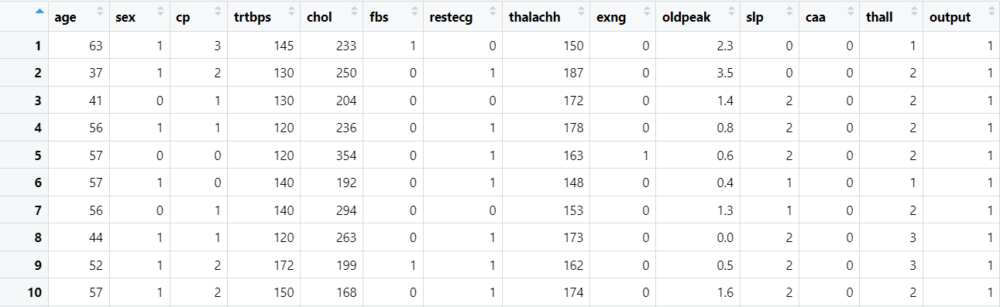 age sex cp trtbps chol fbs restecg thalachh exng oldpeak slp caa thall output
1 63 1 3 145 233 1 0 150 0 2.3 0 0 1 1
2 37 1 2 130 250 0 1 187 0 3.5 0 0 2 1
3 41 0 1 130 204 0 0 172 0 1.4 2 0 2 1
4 56 1 1 120 236 0 1 178 0 0.8 2 0 2 1
5 57 0 0 120 354 0 1 163 1 0.6 2 0 2 1
6 57 1 0 140 192 0 1 148 0 0.4 1 0 1 1
7 56 0 1 140 294 0 0 153 0 1.3 1 0 2 1
8 44 1 1 120 263 0 1 173 0 0.0 2 0 3 1
9 52 1 2 172 199 1 1 162 0 0.5 2 0 3 1
10 57 1 2 150 168 0 1 174 0 1.6 2 0 2 1